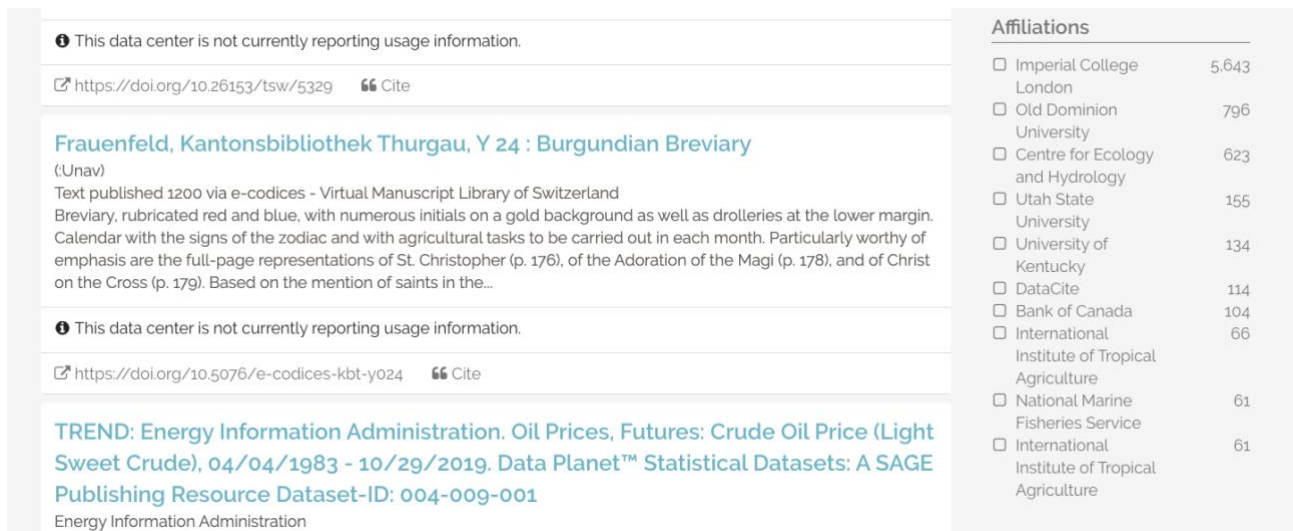 This data center is not currently reporting usage information.
https://doi.org/10.26153/tsw/5329 Cite
Frauenfeld, Kantonsbibliothek Thurgau, Y 24 : Burgundian Breviary
(:Unav)
Text published 1200 via e-codices - Virtual Manuscript Library of Switzerland
Breviary, rubricated red and blue, with numerous initials on a gold background as well as drolleries at the lower margin.
Calendar with the signs of the zodiac and with agricultural tasks to be carried out in each month. Particularly worthy of
emphasis are the full-page representations of St. Christopher (p. 176), of the Adoration of the Magi (p. 178), and of Christ
on the Cross (p. 179). Based on the mention of saints in the...
This data center is not currently reporting usage information.
https://doi.org/10.5076/e-codices-kbt-y024 Cite
TREND: Energy Information Administration. Oil Prices, Futures: Crude Oil Price (Light
Sweet Crude), 04/04/1983 - 10/29/2019. Data Planet™ Statistical Datasets: A SAGE
Publishing Resource Dataset-ID: 004-009-001
Energy Information Administration
Affiliations
Imperial College 5,643
London
Old Dominion 796
University
Centre for Ecology 623
and Hydrology
Utah State 155
University
University of 134
Kentucky
DataCite 114
Bank of Canada 104
International 66
Institute of Tropical
Agriculture
National Marine 61
Fisheries Service
International 61
Institute of Tropical
Agriculture